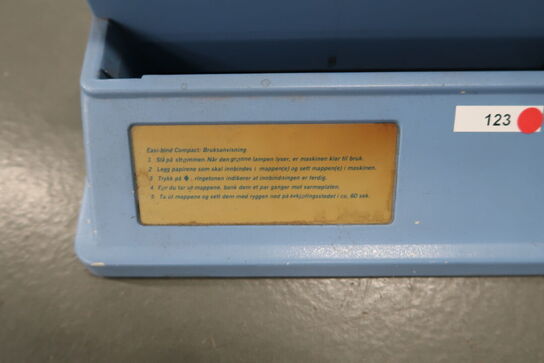 Easi-bind Compact: Bruksanvisning.
1 Slå på strømmen. Når den grønne lampen lyser, er maskinen klar til bruk.
2 Legg papirene som skal innbindes i mappen(e) og sett mappen(e) i maskinen.
3 Trykk på ringetonen indikerer at innbindningen er ferdig.
4 Før du tar ut mappene, bank dem et par ganger mot varmeplaten.
5 Ta ut mappene og sett dem med ryggen ned på avkjølingsstedet i ca. 60 sek.
123